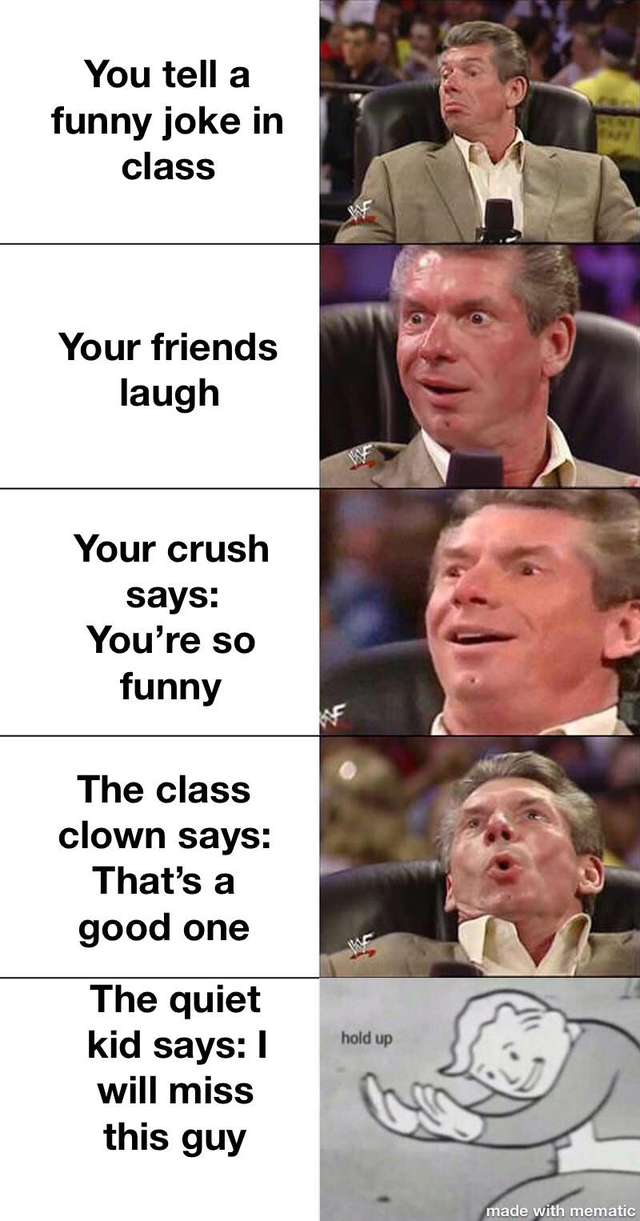 You tell a
funny joke in
class
Your friends
laugh
Your crush
says:
You're so
funny
The class
clown says:
That's a
good one
The quiet
kid says: I
will miss
this guy
hold up
made with mematic